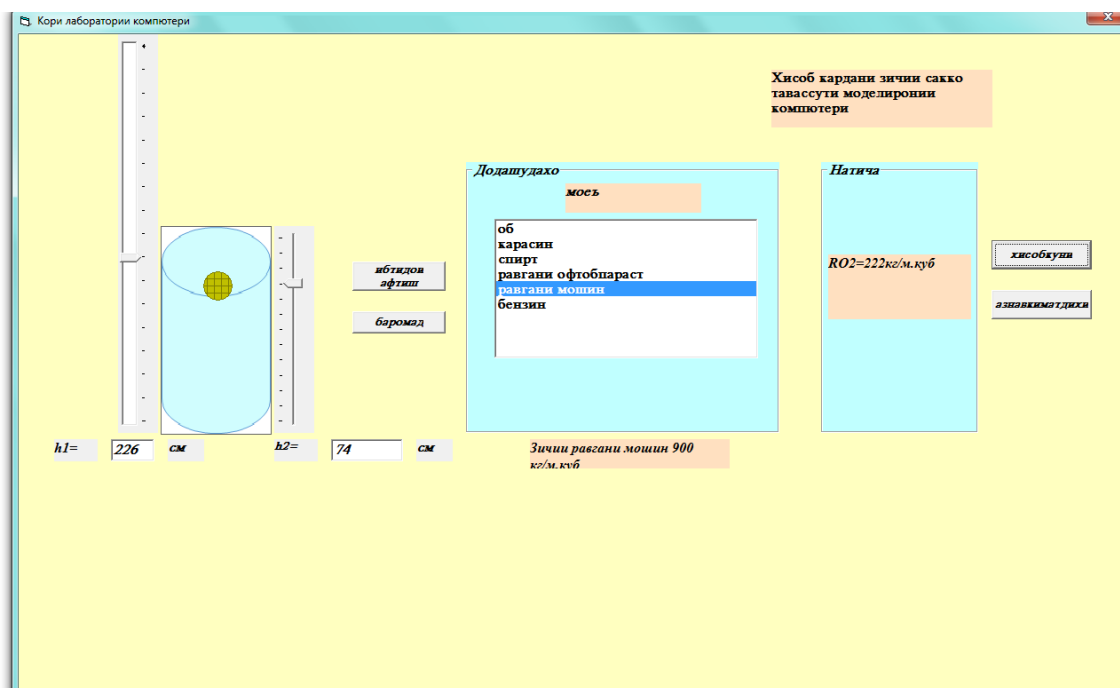 Кори лаборатории компютери
Хисоб кардани зичии сакко
тавассути моделиронии
компютери
Додашудахо
моеъ
об
карасин
спирт
равгани офтобпараст
равгани мошин
бензин
Натича
RO2=222кг/м.куб
хисобкуни
азнавкиматдихи
ибтидои
афтиш
баромад
h1=
226
см
h2=
74
см
Зичии равгани мошин 900
кг/м.куб